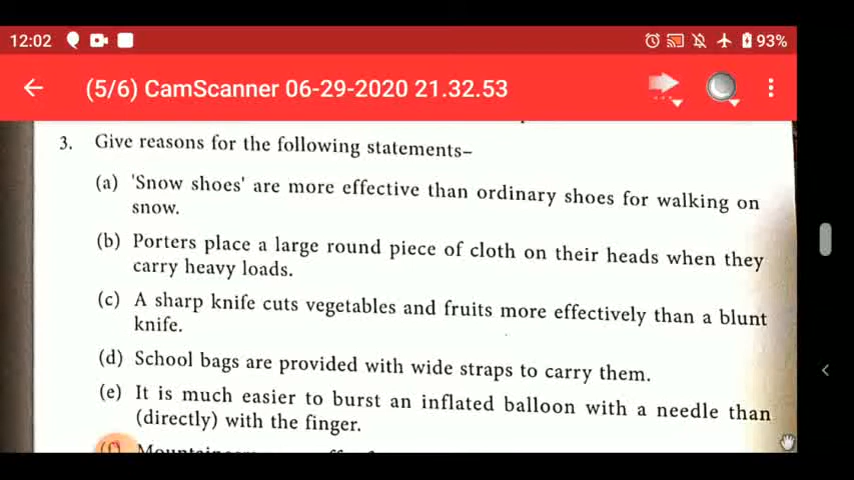 12:02
93%
(5/6) CamScanner 06-29-2020 21.32.53
3. Give reasons for the following statements–
(a) 'Snow shoes' are more effective than ordinary shoes for walking on
snow.
(b) Porters place a large round piece of cloth on their heads when they
carry heavy loads.
(c) A sharp knife cuts vegetables and fruits more effectively than a blunt
knife.
(d) School bags are provided with wide straps to carry them.
(e) It is much easier to burst an inflated balloon with a needle than
(directly) with the finger.
(f)